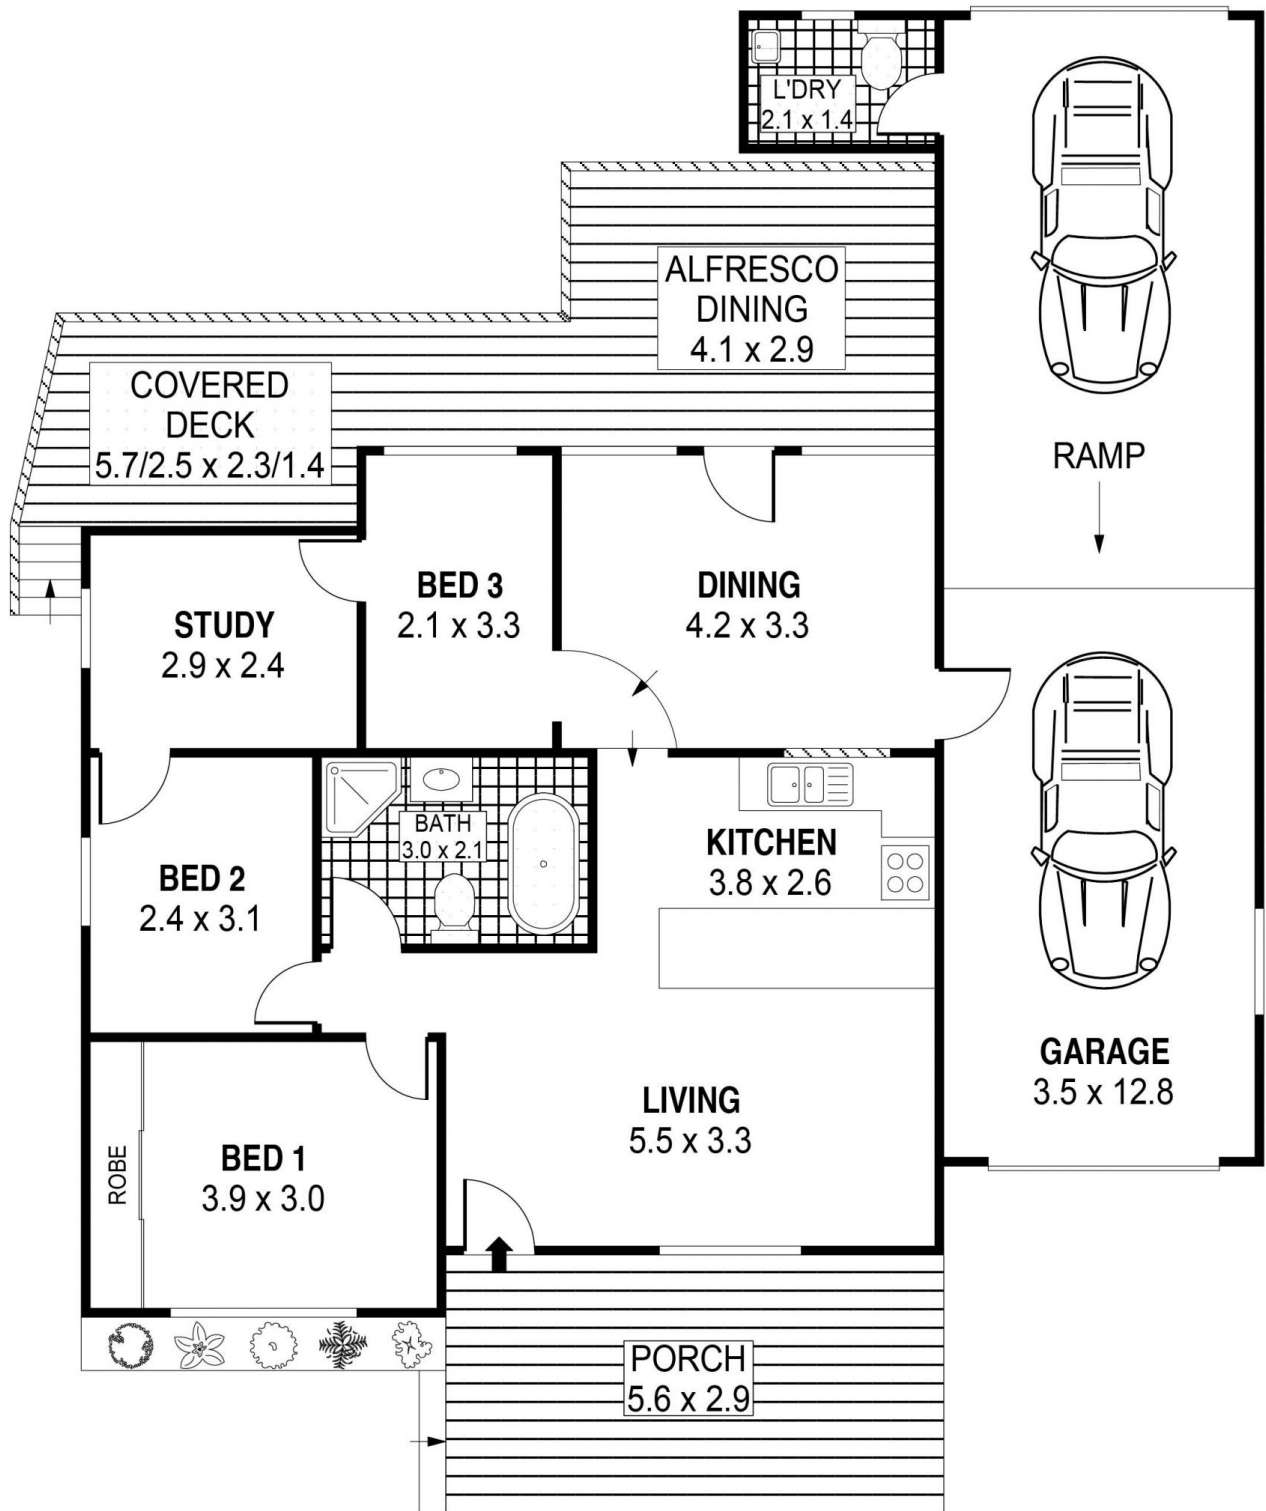 L'DRY
2.1 x 1.4
ALFRESCO
DINING
4.1 x 2.9
COVERED
DECK
5.7/2.5 x 2.3/1.4
RAMP
BED 3
2.1 x 3.3
DINING
4.2 x 3.3
STUDY
2.9 x 2.4
BATH
3.0 x 2.1
KITCHEN
3.8 x 2.6
BED 2
2.4 x 3.1
GARAGE
3.5 x 12.8
LIVING
5.5 x 3.3
ROBE
BED 1
3.9 x 3.0
PORCH
5.6 x 2.9